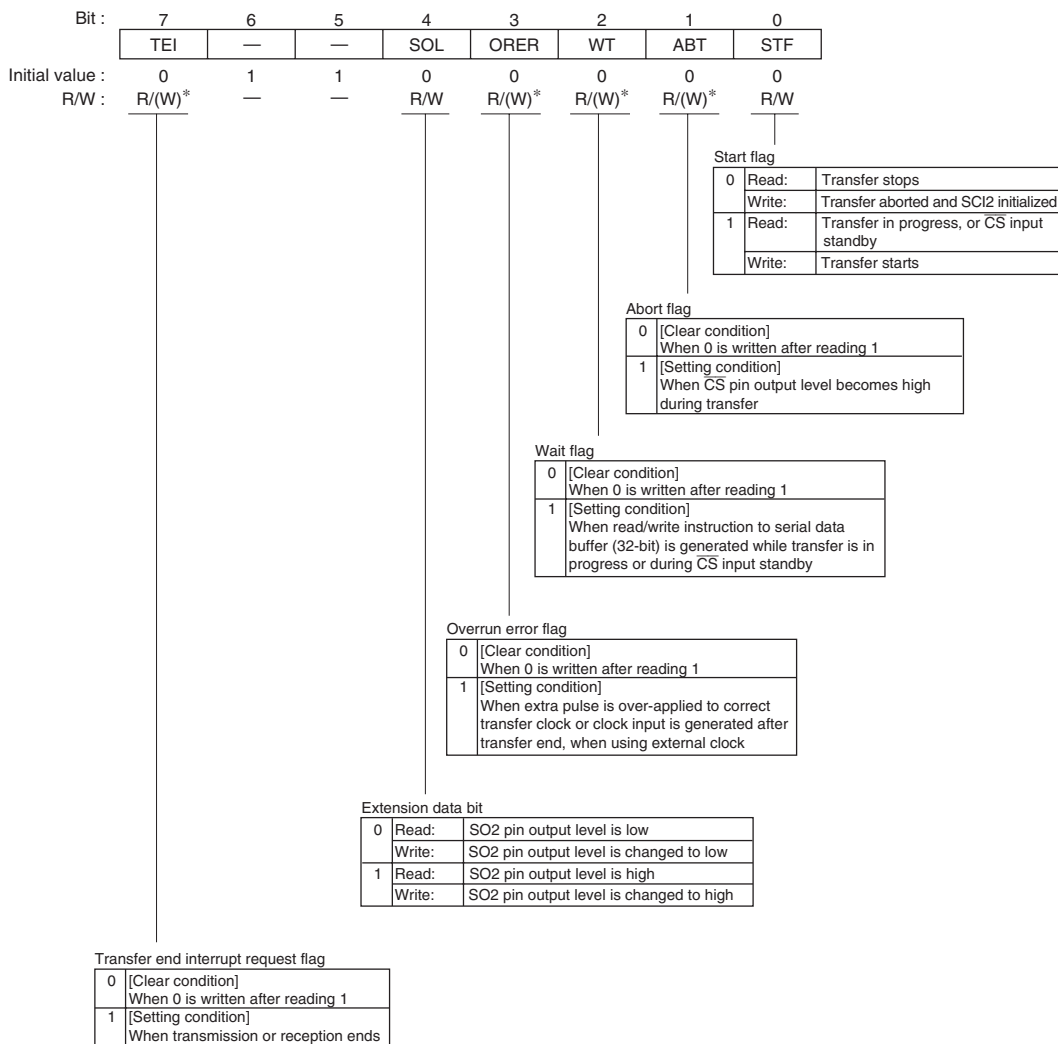 Bit : 7 6 5 4 3 2 1 0
TEI — — SOL ORER WT ABT STF
Initial value : 0 1 1 0 0 0 0 0
R/W : R/(W)* — — R/W R/(W)* R/(W)* R/(W)* R/W
Start flag
0 Read: Transfer stops
Write: Transfer aborted and SCI2 initialized
1 Read: Transfer in progress, or CS input
standby
Write: Transfer starts
Abort flag
0 [Clear condition]
When 0 is written after reading 1
1 [Setting condition]
When CS pin output level becomes high
during transfer
Wait flag
0 [Clear condition]
When 0 is written after reading 1
1 [Setting condition]
When read/write instruction to serial data
buffer (32-bit) is generated while transfer is in
progress or during CS input standby
Overrun error flag
0 [Clear condition]
When 0 is written after reading 1
1 [Setting condition]
When extra pulse is over-applied to correct
transfer clock or clock input is generated after
transfer end, when using external clock
Extension data bit
0 Read: SO2 pin output level is low
Write: SO2 pin output level is changed to low
1 Read: SO2 pin output level is high
Write: SO2 pin output level is changed to high
Transfer end interrupt request flag
0 [Clear condition]
When 0 is written after reading 1
1 [Setting condition]
When transmission or reception ends